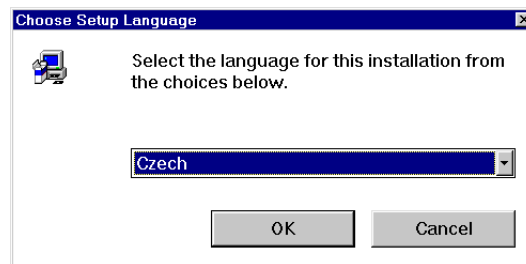 Choose Setup Language
Select the language for this installation from
the choices below.
Czech
OK
Cancel